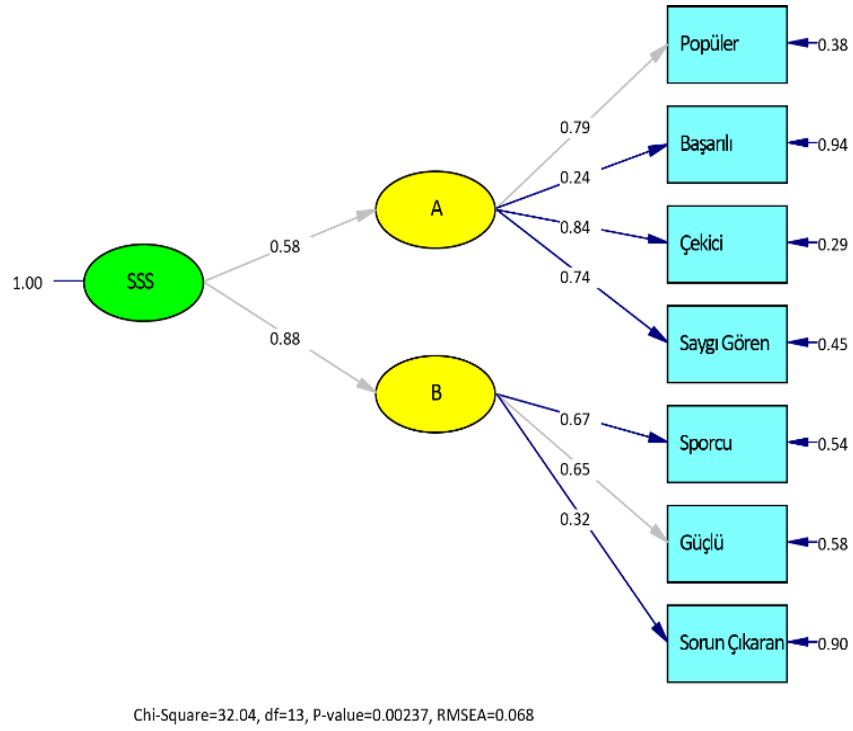 Popüler
0.38
0.79
Başarılı
0.94
0.24
A
0.84
Çekici
0.29
0.58
0.74
1.00
SSS
Saygı Gören
0.45
0.88
B
0.67
Sporcu
0.54
0.65
0.32
Güçlü
0.58
Sorun Çıkaran
0.90
Chi-Square=32.04, df=13, P-value=0.00237, RMSEA=0.068